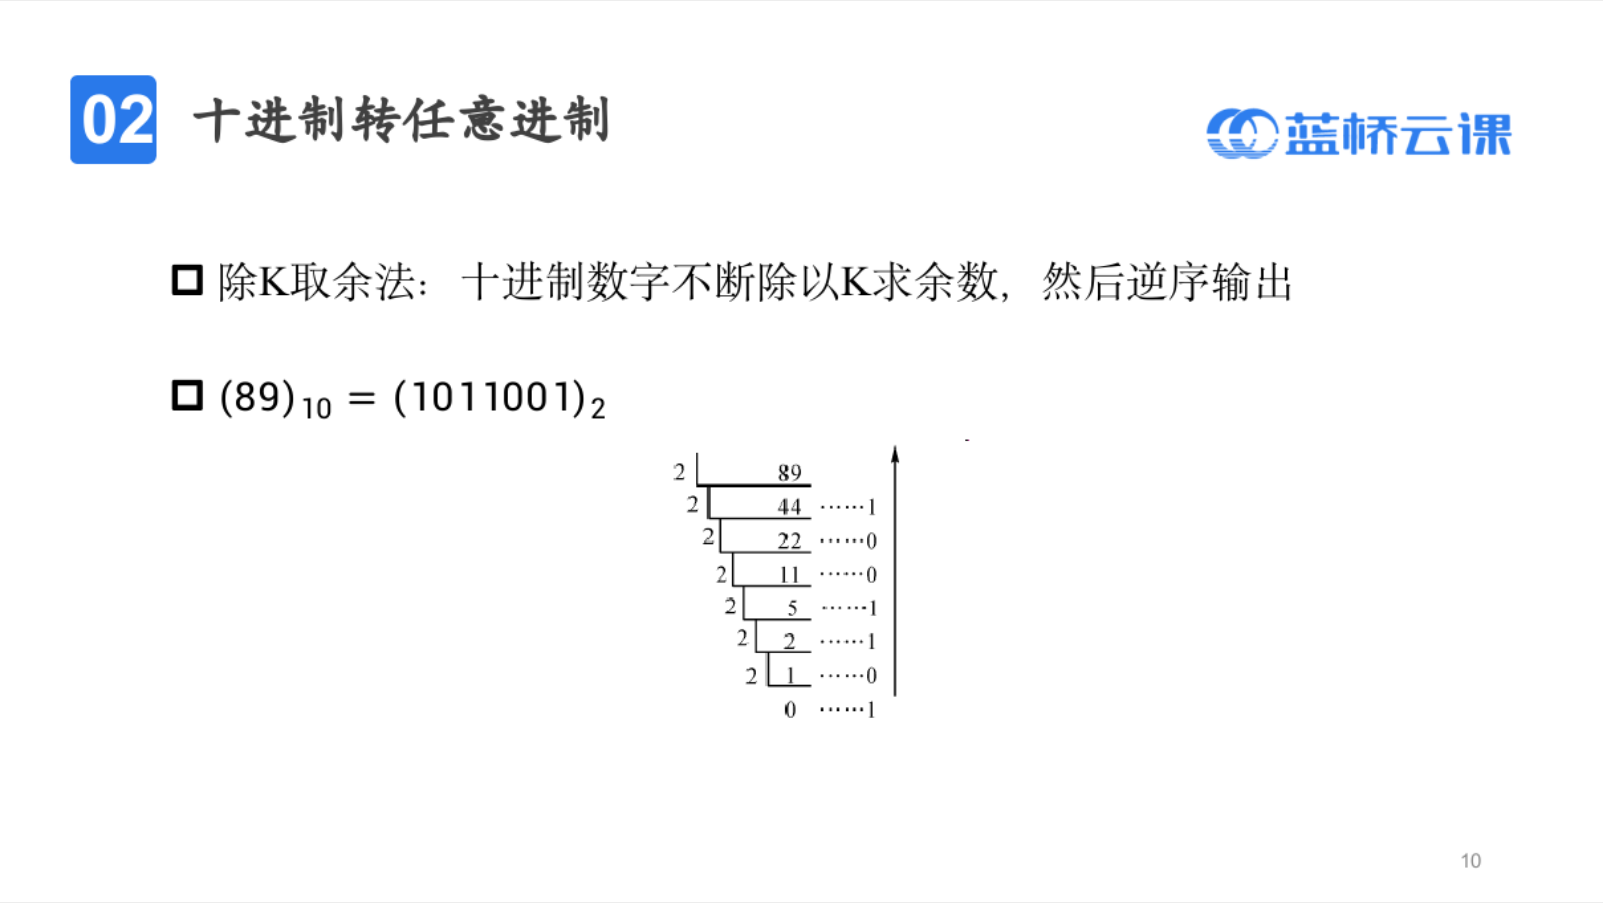 02 十进制转任意进制
蓝桥云课
除K取余法：十进制数字不断除以K求余数，然后逆序输出
(89)₁₀ = (1011001)₂
2 89
2 44 ……1
2 22 ……0
2 11 ……0
2 5 ……1
2 2 ……1
2 1 ……0
0 ……1
10